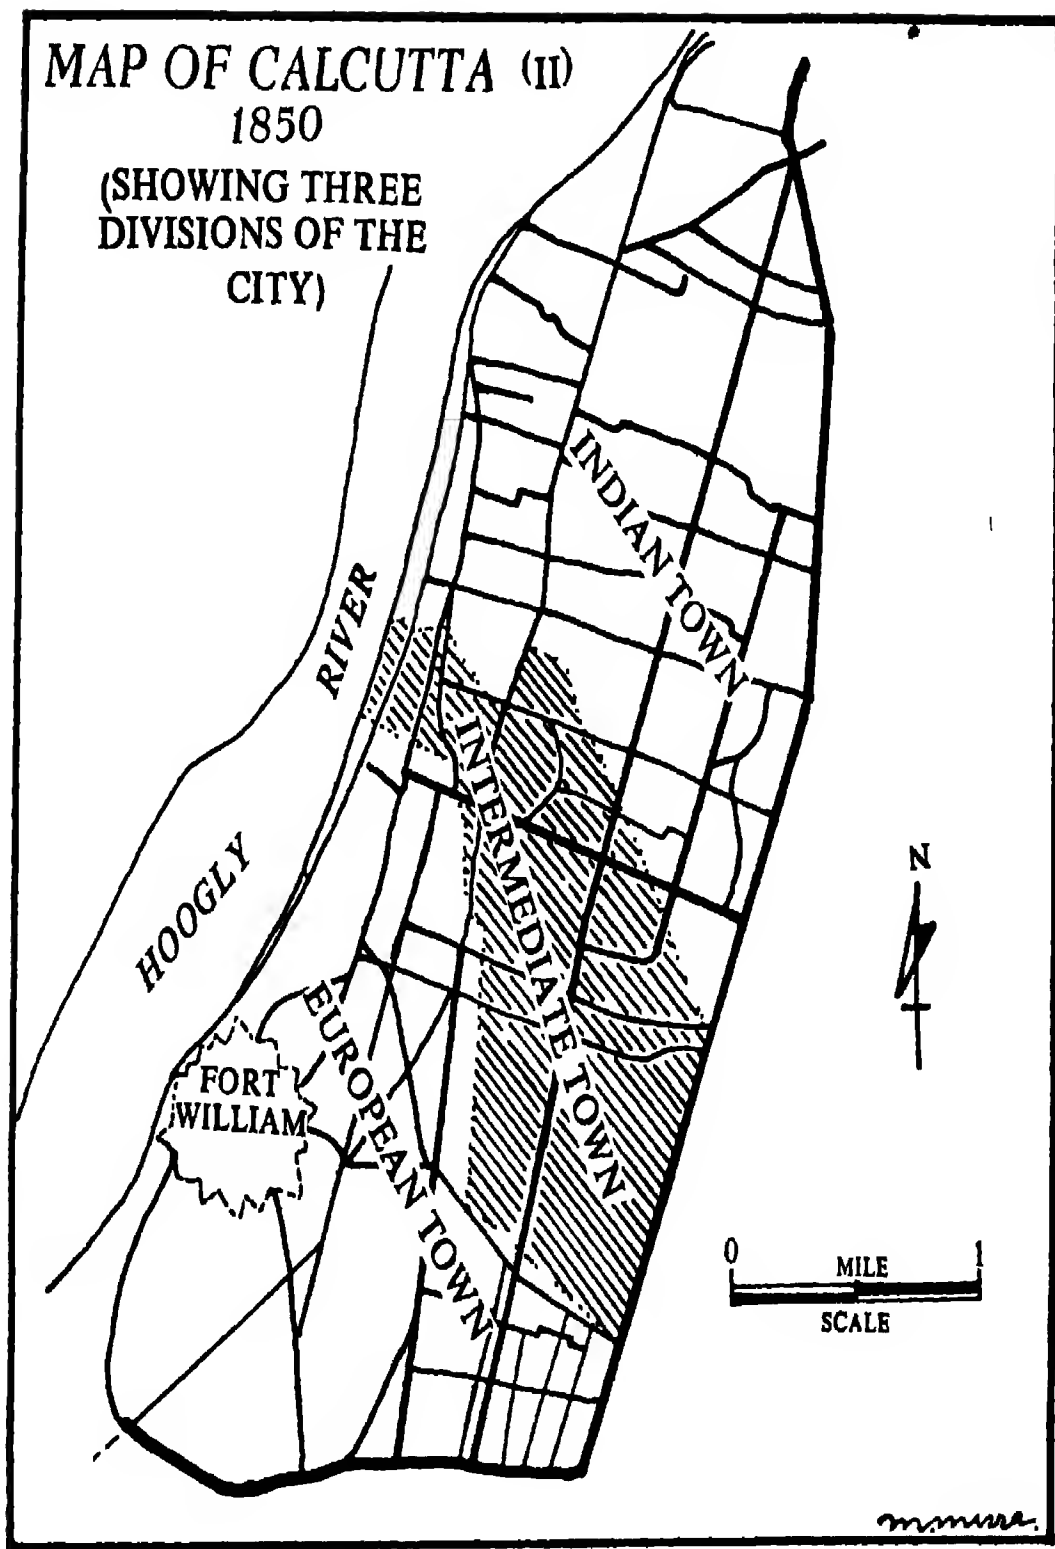 MAP OF CALCUTTA (II)
1850
(SHOWING THREE
DIVISIONS OF THE
CITY)
INDIAN TOWN
RIVER
HOOGLY
INTERMEDIATE TOWN
N
EUROPEAN TOWN
FORT
WILLIAM
0 1
MILE
SCALE